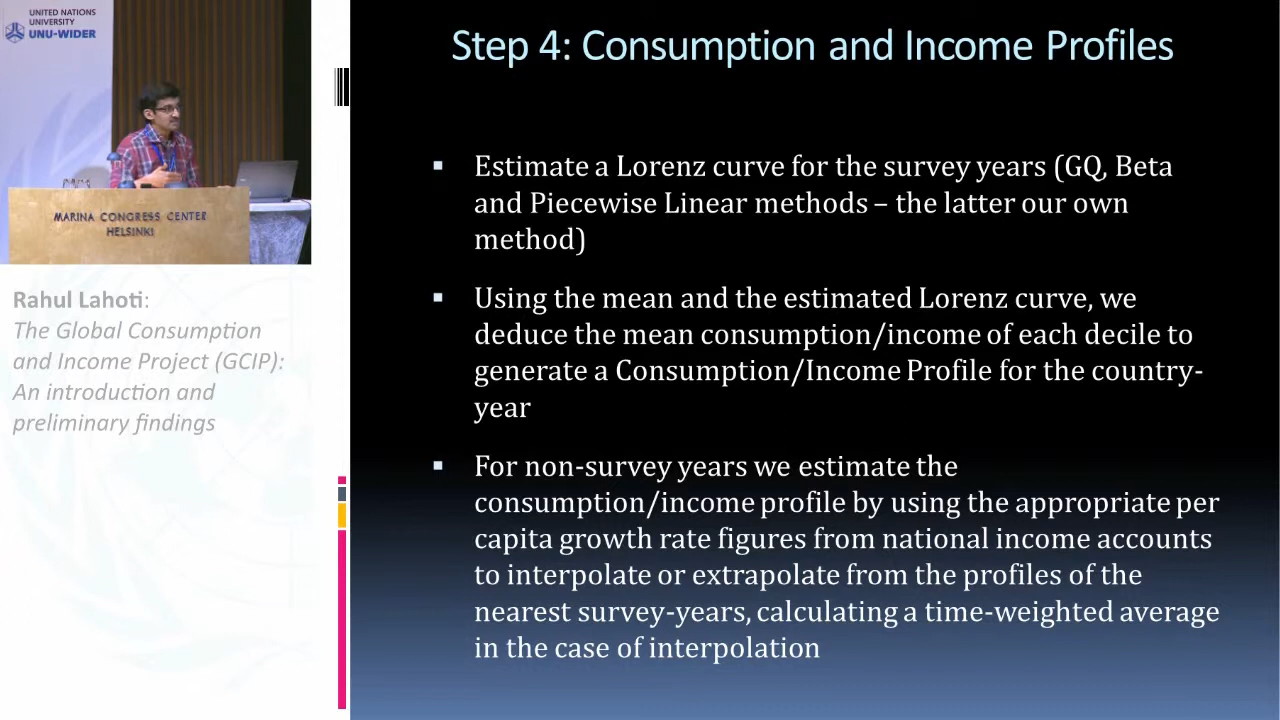 UNITED NATIONS
UNIVERSITY
UNU-WIDER
MARINA CONGRESS CENTER
HELSINKI
Rahul Lahoti:
The Global Consumption
and Income Project (GCIP):
An introduction and
preliminary findings
Step 4: Consumption and Income Profiles
▪ Estimate a Lorenz curve for the survey years (GQ, Beta
and Piecewise Linear methods – the latter our own
method)
▪ Using the mean and the estimated Lorenz curve, we
deduce the mean consumption/income of each decile to
generate a Consumption/Income Profile for the country-
year
▪ For non-survey years we estimate the
consumption/income profile by using the appropriate per
capita growth rate figures from national income accounts
to interpolate or extrapolate from the profiles of the
nearest survey-years, calculating a time-weighted average
in the case of interpolation